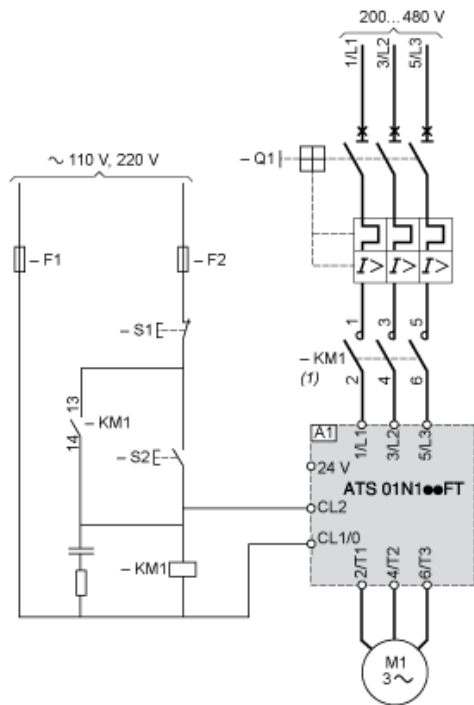 200... 480 V
1/L1
3/L2
5/L3
~ 110 V, 220 V
– Q1
– F1
– F2
I>
I>
I>
– S1
1
3
5
– KM1
(1)
2
4
6
13
– KM1
14
A1
1/L1
3/L2
5/L3
– S2
24 V
ATS 01N1●●FT
CL2
CL1/0
– KM1
2/T1
4/T2
6/T3
M1
3 ~